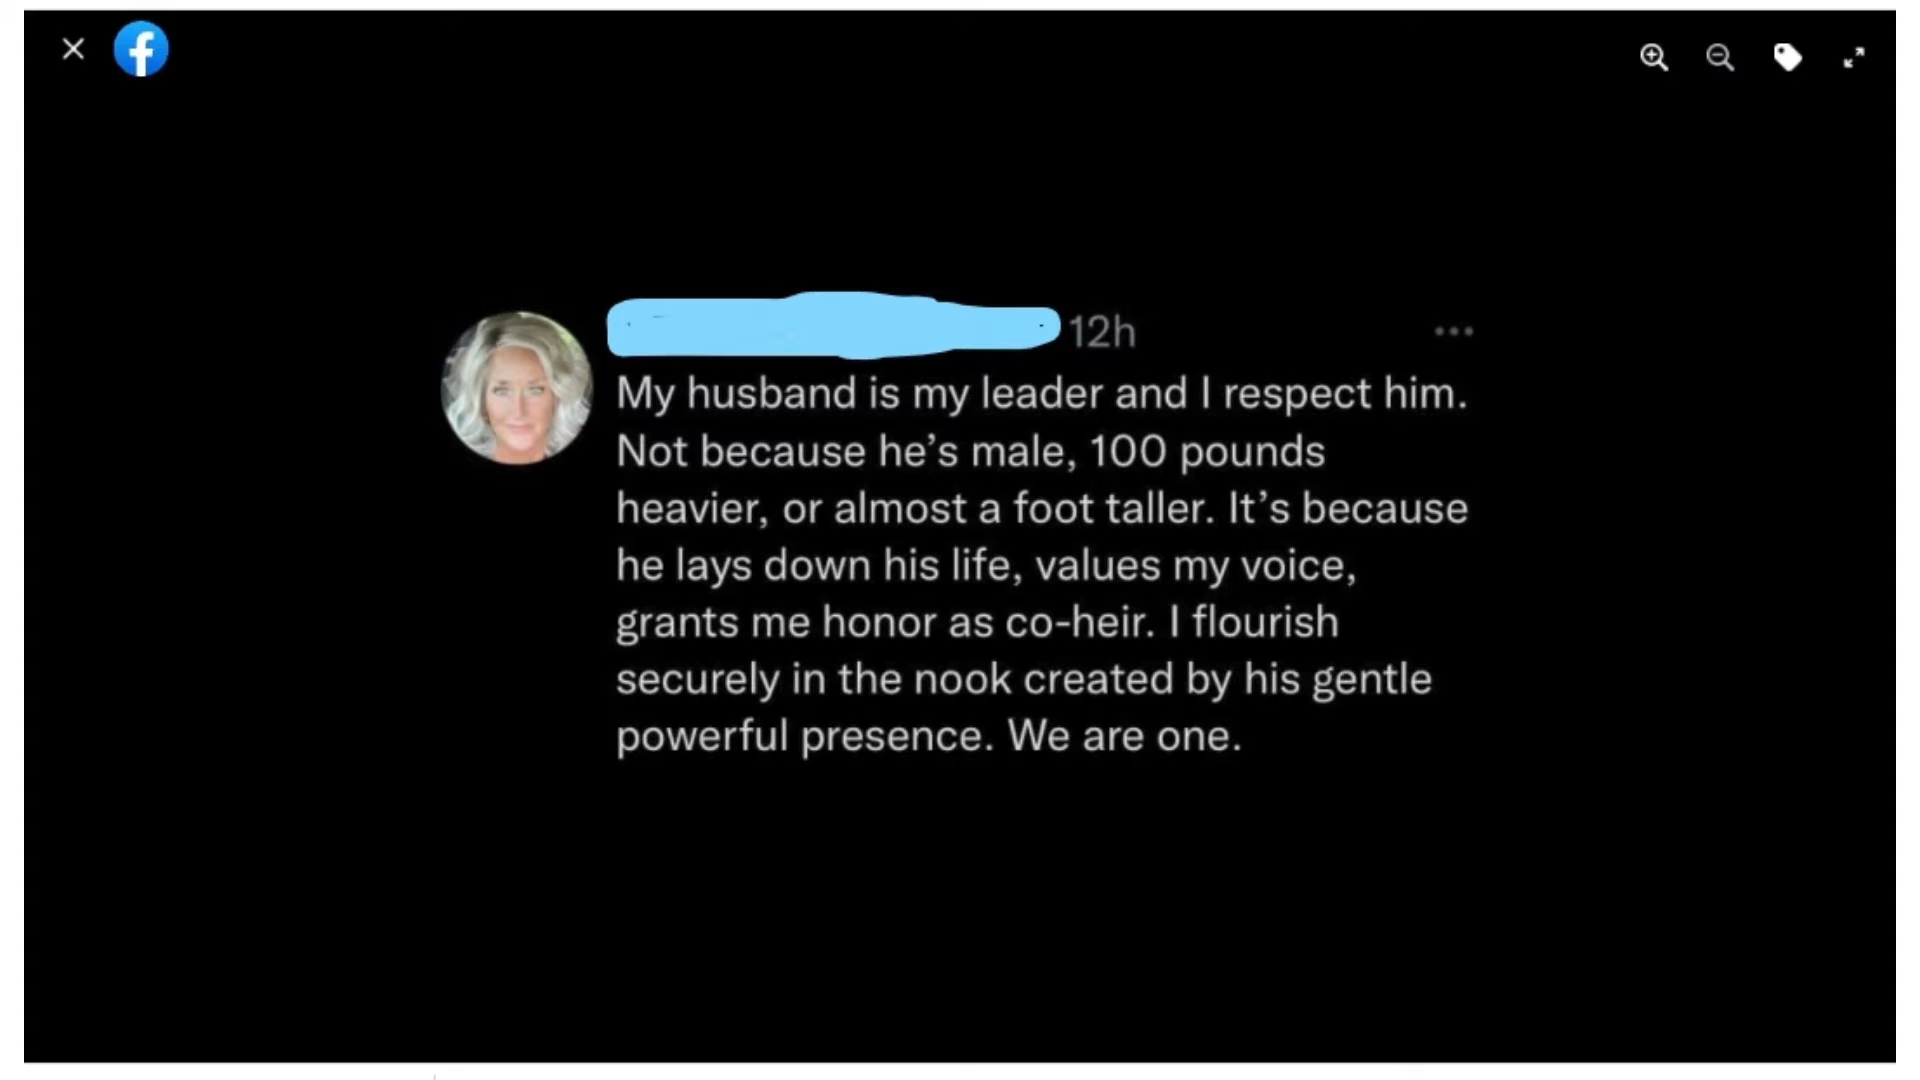 12h
My husband is my leader and I respect him.
Not because he’s male, 100 pounds
heavier, or almost a foot taller. It’s because
he lays down his life, values my voice,
grants me honor as co-heir. I flourish
securely in the nook created by his gentle
powerful presence. We are one.